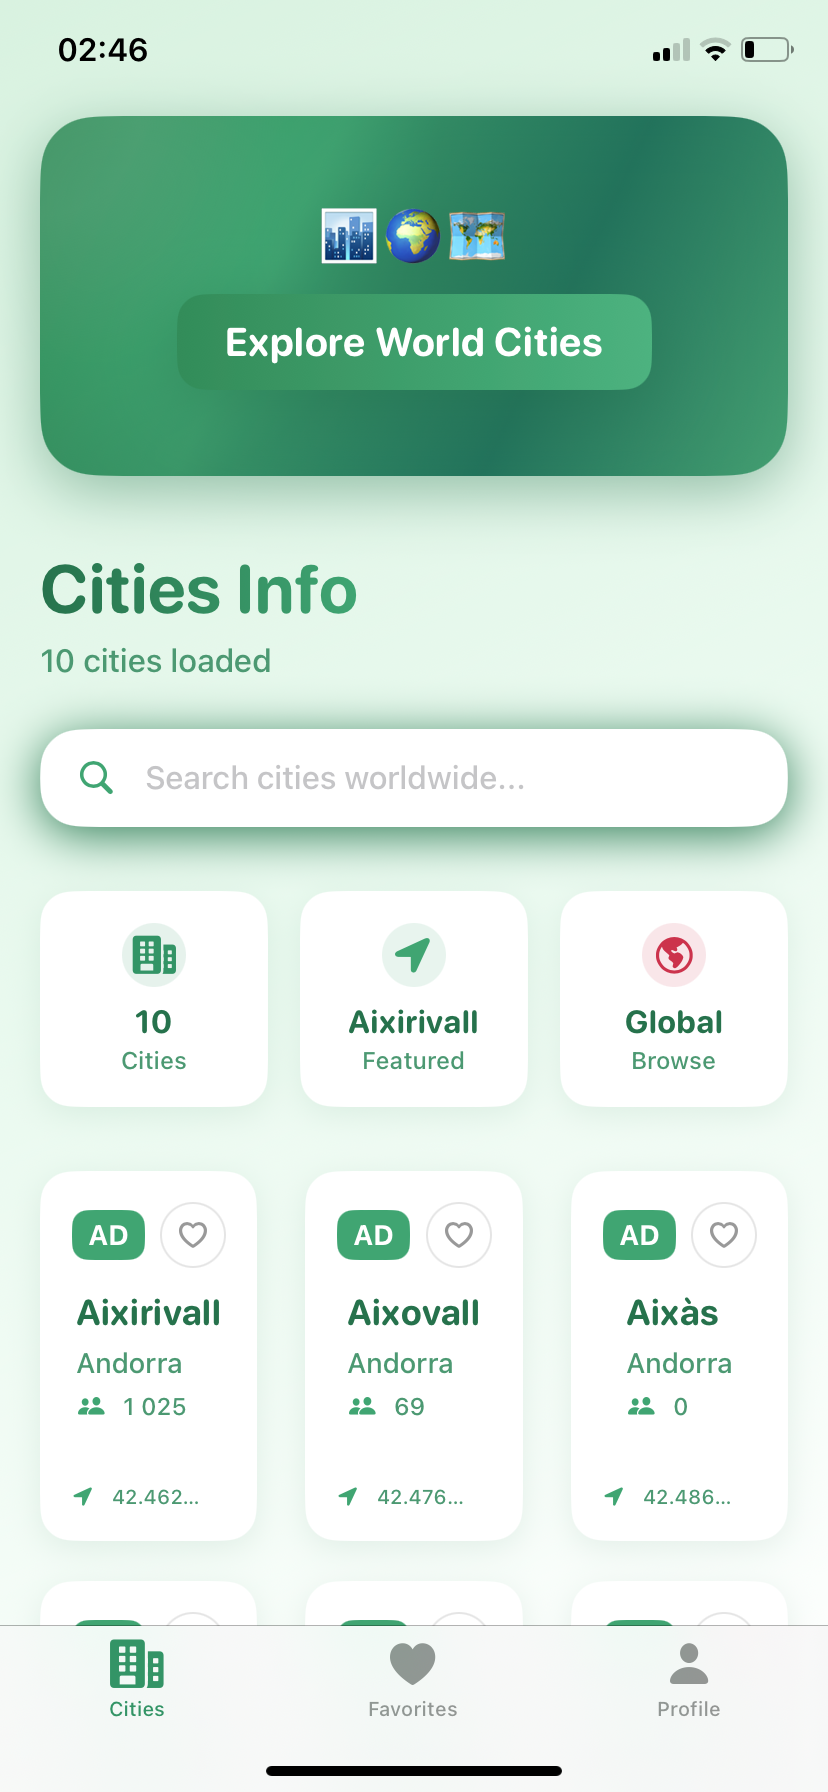 02:46
Explore World Cities
Cities Info
10 cities loaded
Search cities worldwide...
10
Cities
Aixirivall
Featured
Global
Browse
AD
Aixirivall
Andorra
1 025
42.462...
AD
Aixovall
Andorra
69
42.476...
AD
Aixàs
Andorra
0
42.486...
Cities
Favorites
Profile